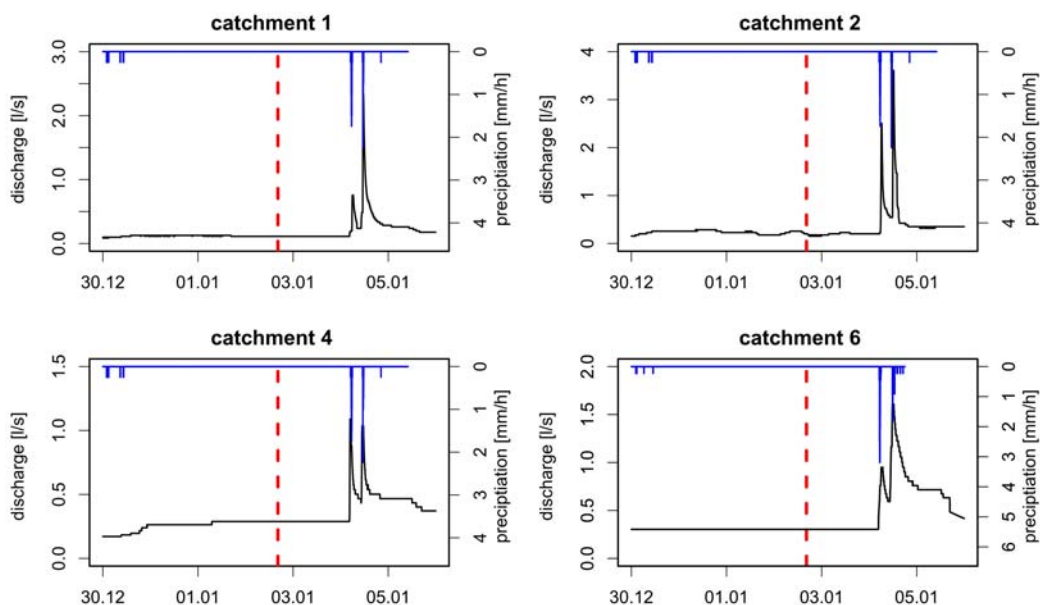 catchment 1
discharge [l/s]
0.0 1.0 2.0 3.0
30.12 01.01 03.01 05.01
0 1 2 3 4
preciptiation [mm/h]
catchment 2
discharge [l/s]
0 1 2 3 4
30.12 01.01 03.01 05.01
0 1 2 3 4
preciptiation [mm/h]
catchment 4
discharge [l/s]
0.0 0.5 1.0 1.5
30.12 01.01 03.01 05.01
0 1 2 3 4
preciptiation [mm/h]
catchment 6
discharge [l/s]
0.0 0.5 1.0 1.5 2.0
30.12 01.01 03.01 05.01
0 1 2 3 4 5 6
preciptiation [mm/h]